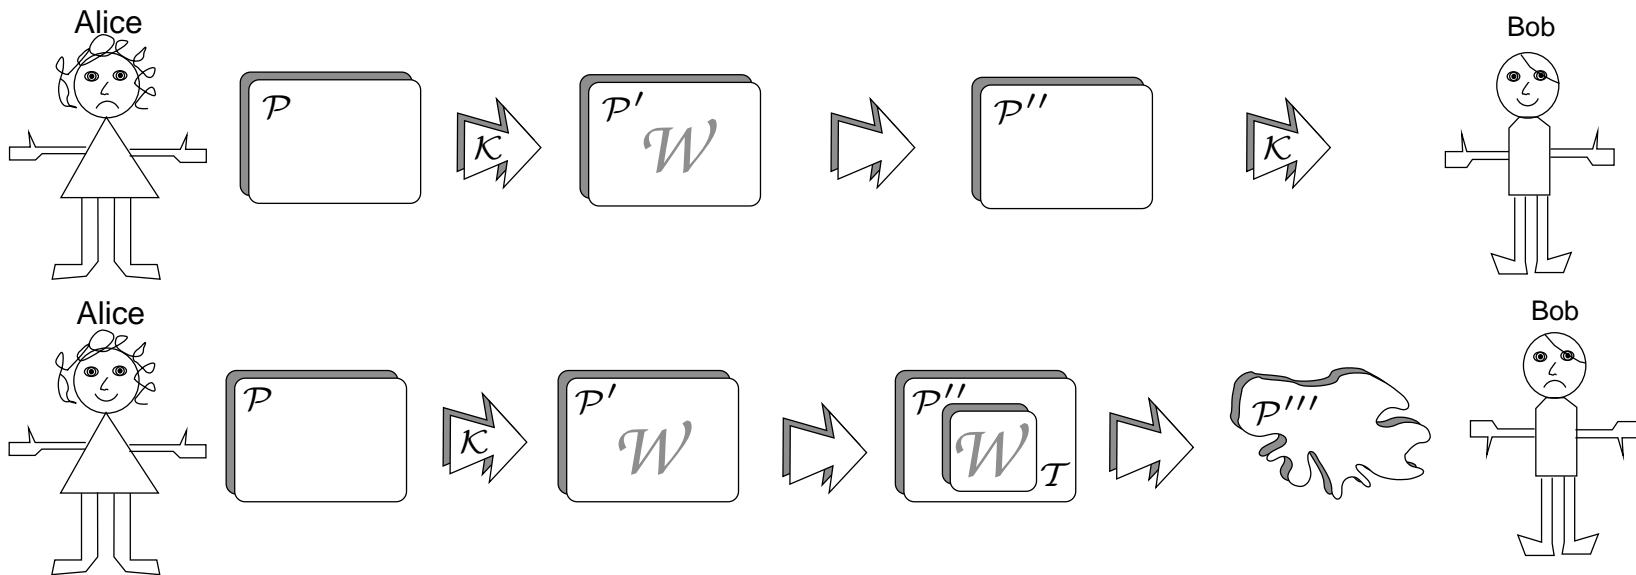 Alice
Bob
𝒫 𝒦 𝒫′ 𝒲 𝒫′′ 𝒦
Alice
Bob
𝒫 𝒦 𝒫′ 𝒲 𝒫′′ 𝒲 𝒯 𝒫′′′